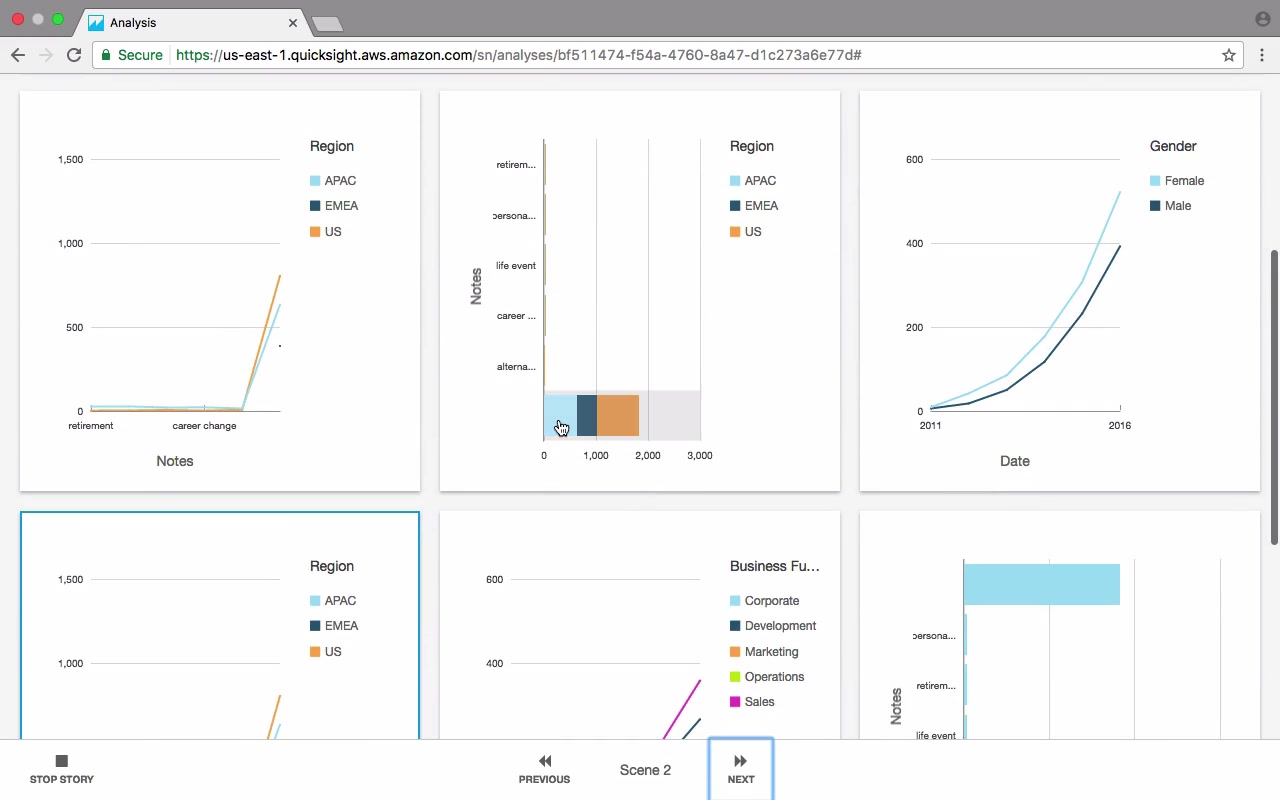 Analysis
Secure
https://us-east-1.quicksight.aws.amazon.com/sn/analyses/bf511474-f54a-4760-8a47-d1c273a6e77d#
1,500
1,000
500
0
retirement
career change
Notes
Region
APAC
EMEA
US
Notes
retirem...
persona...
life event
career ...
alterna...
0
1,000
2,000
3,000
Region
APAC
EMEA
US
600
400
200
0
2011
2016
Date
Gender
Female
Male
1,500
1,000
Region
APAC
EMEA
US
600
400
Business Fu...
Corporate
Development
Marketing
Operations
Sales
Notes
persona...
retirem...
life event
STOP STORY
PREVIOUS
Scene 2
NEXT